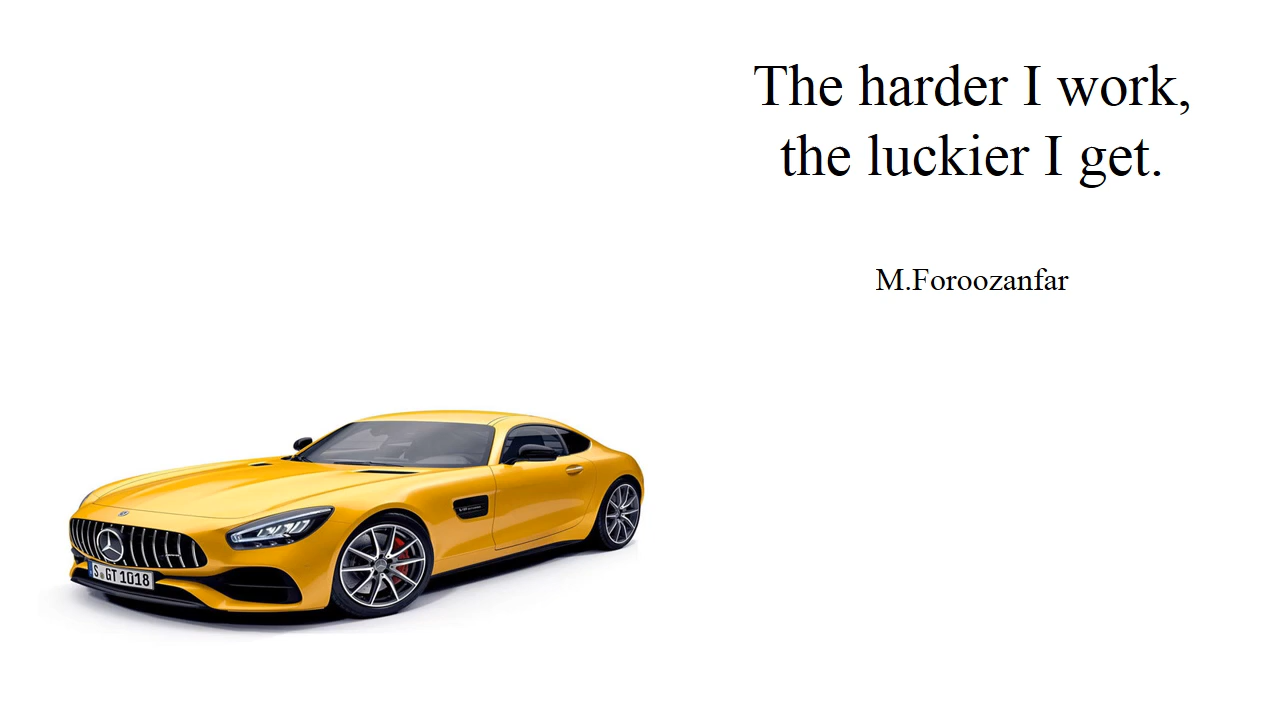 The harder I work,
the luckier I get.
M.Foroozanfar
S GT 1018